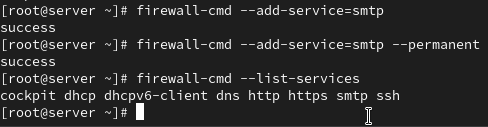 [root@server ~]# firewall-cmd --add-service=smtp
success
[root@server ~]# firewall-cmd --add-service=smtp --permanent
success
[root@server ~]# firewall-cmd --list-services
cockpit dhcp dhcpv6-client dns http https smtp ssh
[root@server ~]#